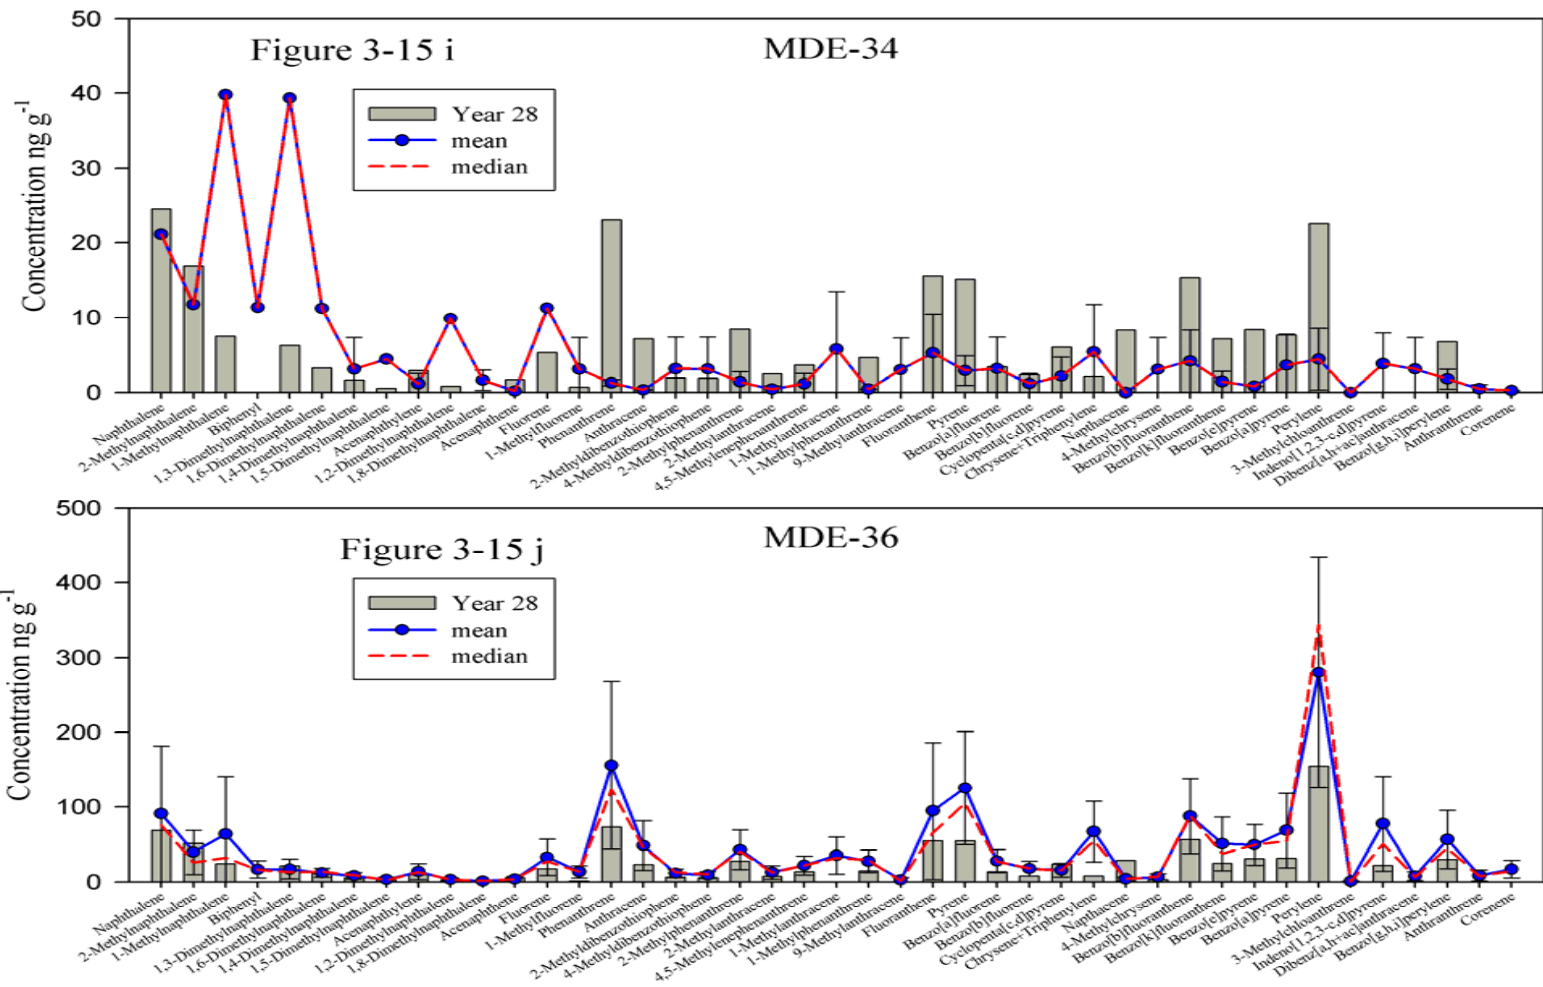 Figure 3-15 i
MDE-34
Concentration ng g-1
50
40
30
20
10
0
Year 28
mean
median
Naphthalene
2-Methylnaphthalene
1-Methylnaphthalene
Biphenyl
1,3-Dimethylnaphthalene
1,6-Dimethylnaphthalene
1,4-Dimethylnaphthalene
1,5-Dimethylnaphthalene
Acenaphthylene
1,2-Dimethylnaphthalene
1,8-Dimethylnaphthalene
Acenaphthene
Fluorene
1-Methylfluorene
Phenanthrene
Anthracene
2-Methyldibenzothiophene
4-Methyldibenzothiophene
2-Methylphenanthrene
2-Methylanthracene
4,5-Methylenephenanthrene
1-Methylanthracene
1-Methylphenanthrene
9-Methylanthracene
Fluoranthene
Pyrene
Benzo[a]fluorene
Benzo[b]fluorene
Cyclopenta[c,d]pyrene
Chrysene+Triphenylene
Napthacene
4-Methylchrysene
Benzo[b]fluoranthene
Benzo[k]fluoranthene
Benzo[e]pyrene
Benzo[a]pyrene
Perylene
3-Methylchloanthrene
Indeno[1,2,3-c,d]pyrene
Dibenz[a,h+ac]anthracene
Benzo[g,h,i]perylene
Anthranthrene
Corenene
Figure 3-15 j
MDE-36
Concentration ng g-1
500
400
300
200
100
0
Year 28
mean
median
Naphthalene
2-Methylnaphthalene
1-Methylnaphthalene
Biphenyl
1,3-Dimethylnaphthalene
1,6-Dimethylnaphthalene
1,4-Dimethylnaphthalene
1,5-Dimethylnaphthalene
Acenaphthylene
1,2-Dimethylnaphthalene
1,8-Dimethylnaphthalene
Acenaphthene
Fluorene
1-Methylfluorene
Phenanthrene
Anthracene
2-Methyldibenzothiophene
4-Methyldibenzothiophene
2-Methylphenanthrene
2-Methylanthracene
4,5-Methylenephenanthrene
1-Methylanthracene
1-Methylphenanthrene
9-Methylanthracene
Fluoranthene
Pyrene
Benzo[a]fluorene
Benzo[b]fluorene
Cyclopenta[c,d]pyrene
Chrysene+Triphenylene
Napthacene
4-Methylchrysene
Benzo[b]fluoranthene
Benzo[k]fluoranthene
Benzo[e]pyrene
Benzo[a]pyrene
Perylene
3-Methylchloanthrene
Indeno[1,2,3-c,d]pyrene
Dibenz[a,h+ac]anthracene
Benzo[g,h,i]perylene
Anthranthrene
Corenene